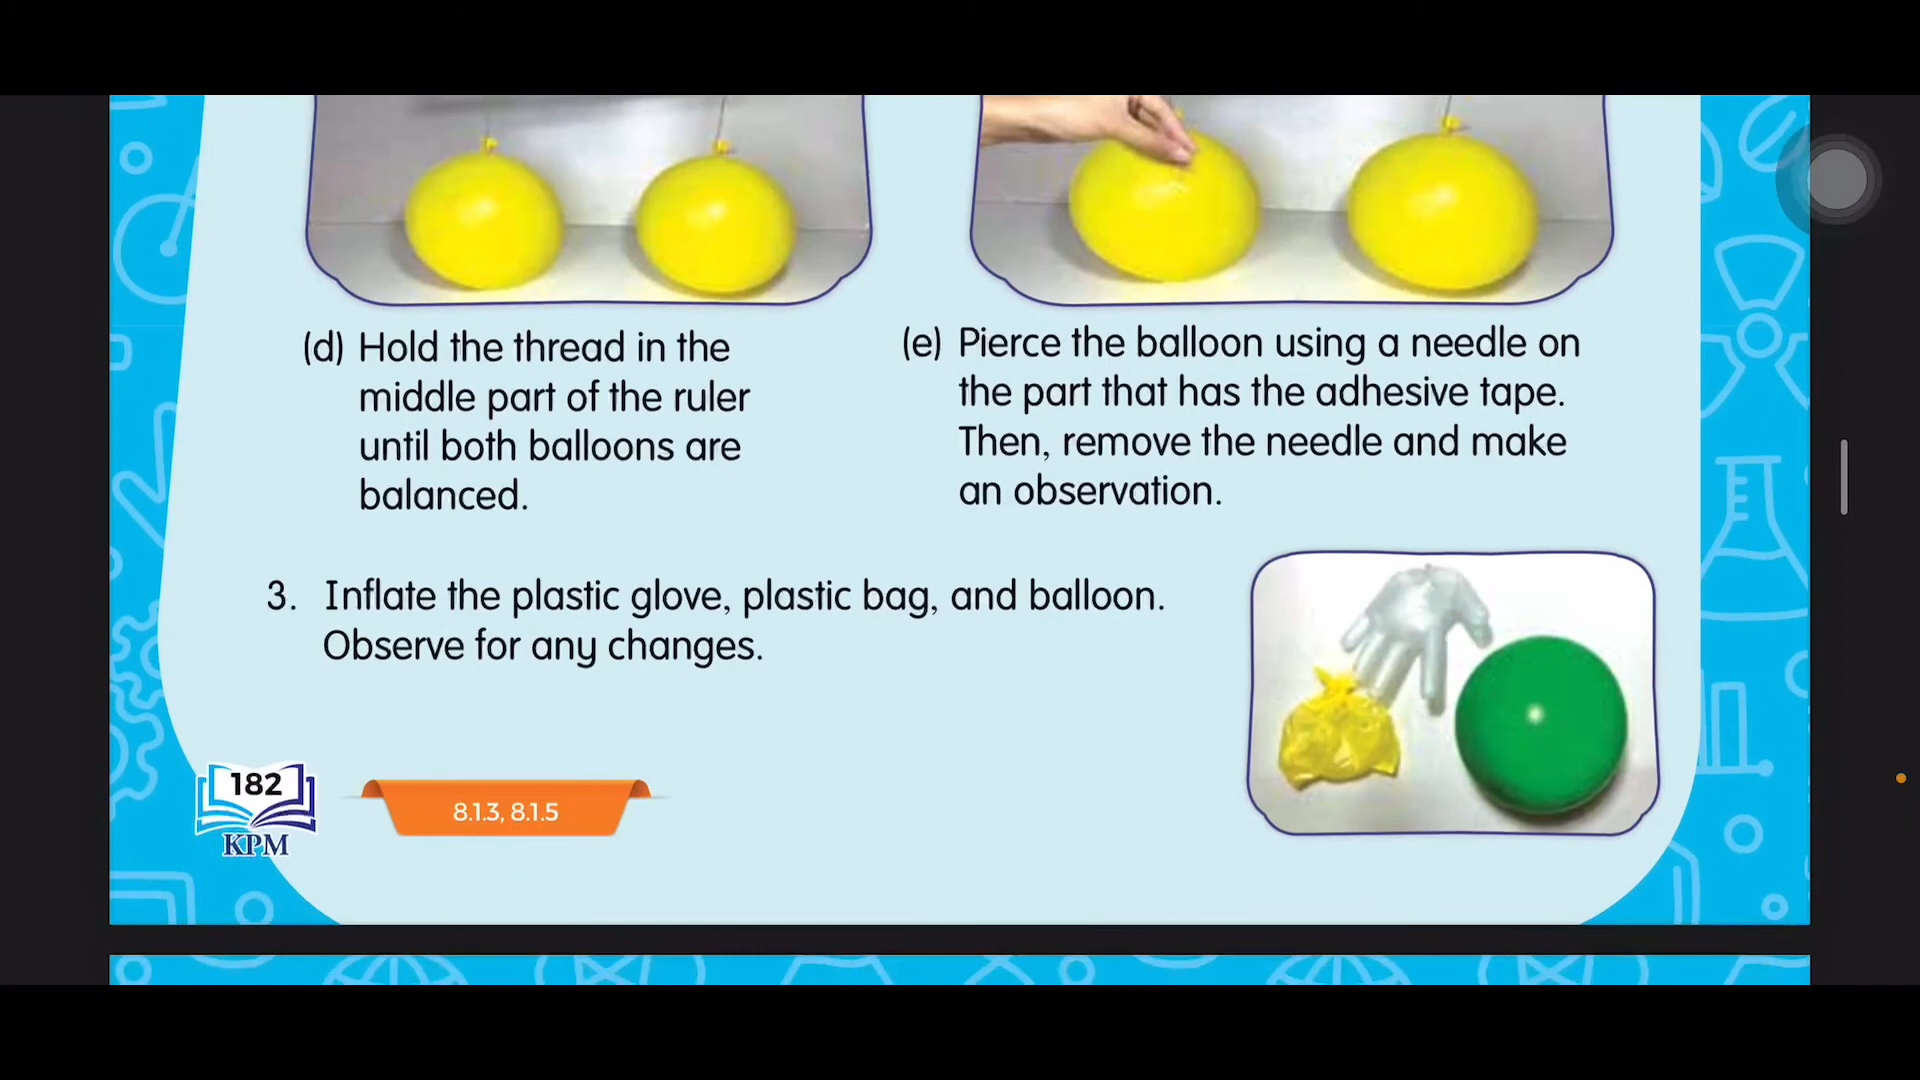 (d) Hold the thread in the
middle part of the ruler
until both balloons are
balanced.
(e) Pierce the balloon using a needle on
the part that has the adhesive tape.
Then, remove the needle and make
an observation.
3. Inflate the plastic glove, plastic bag, and balloon.
Observe for any changes.
182
KPM
8.1.3, 8.1.5